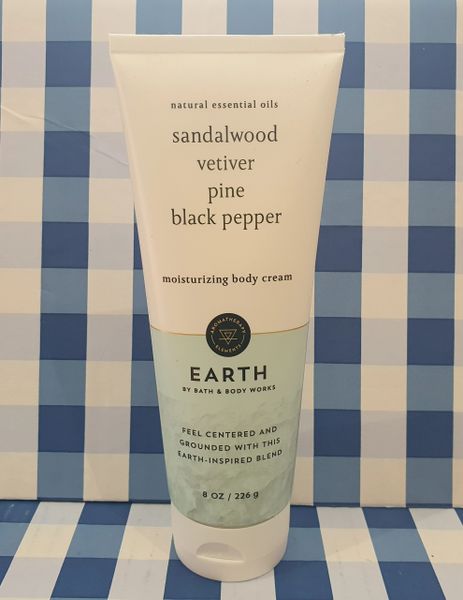 natural essential oils
sandalwood
vetiver
pine
black pepper
moisturizing body cream
AROMATHERAPY
ELEMENTS
EARTH
BY BATH & BODY WORKS
FEEL CENTERED AND
GROUNDED WITH THIS
EARTH-INSPIRED BLEND
8 OZ / 226 g